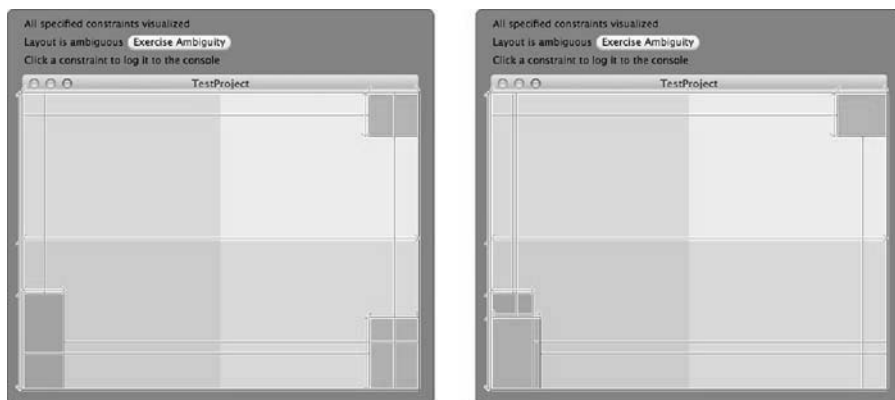 All specified constraints visualized
Layout is ambiguous Exercise Ambiguity
Click a constraint to log it to the console
TestProject
All specified constraints visualized
Layout is ambiguous Exercise Ambiguity
Click a constraint to log it to the console
TestProject